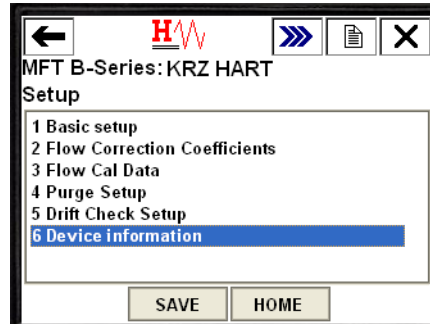 H
MFT B-Series: KRZ HART
Setup
1 Basic setup
2 Flow Correction Coefficients
3 Flow Cal Data
4 Purge Setup
5 Drift Check Setup
6 Device information
SAVE HOME